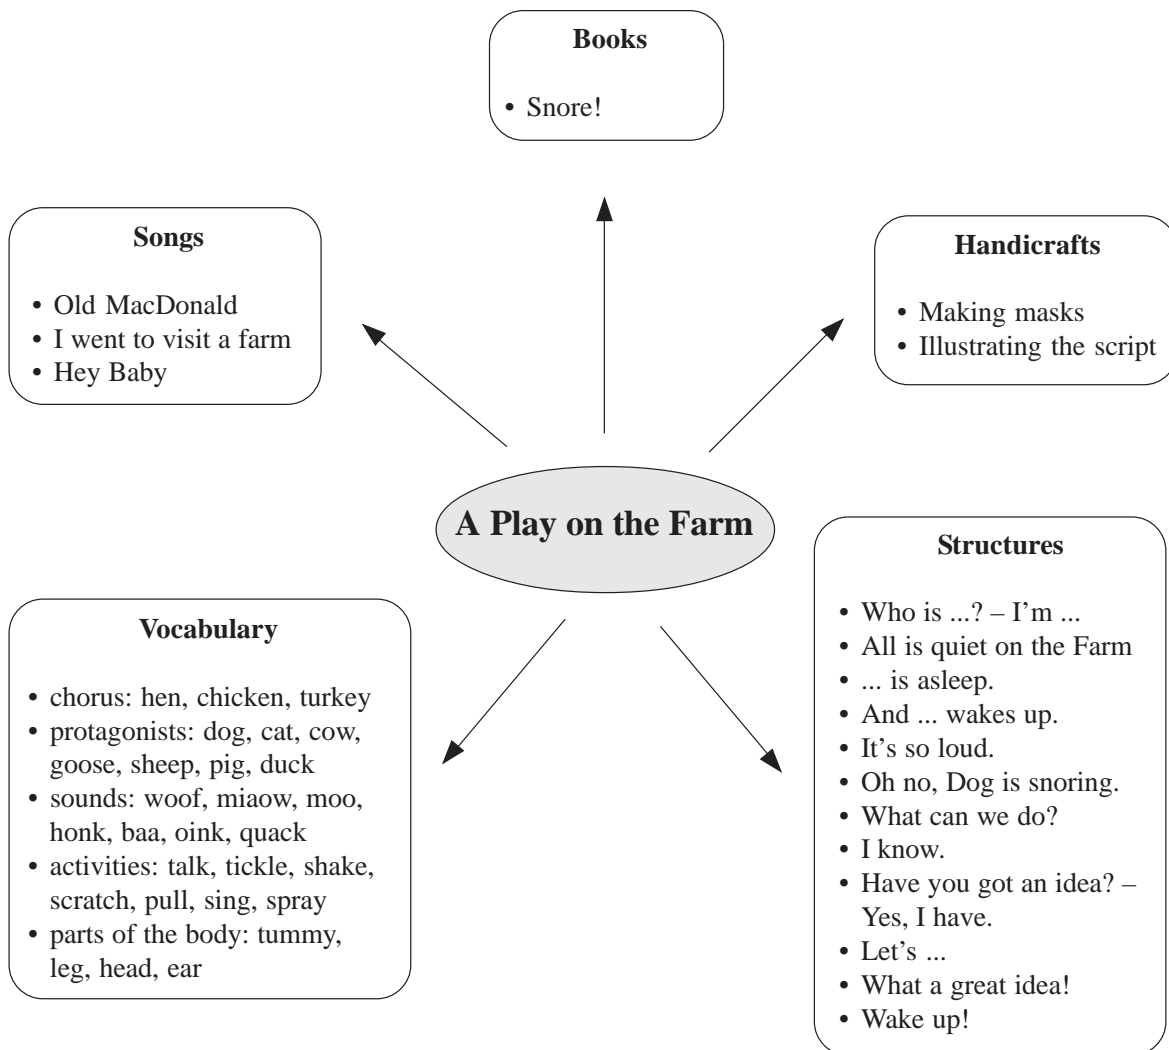 Books
• Snore!
Songs
• Old MacDonald
• I went to visit a farm
• Hey Baby
Handicrafts
• Making masks
• Illustrating the script
A Play on the Farm
Vocabulary
• chorus: hen, chicken, turkey
• protagonists: dog, cat, cow,
goose, sheep, pig, duck
• sounds: woof, miaow, moo,
honk, baa, oink, quack
• activities: talk, tickle, shake,
scratch, pull, sing, spray
• parts of the body: tummy,
leg, head, ear
Structures
• Who is ...? – I’m ...
• All is quiet on the Farm
• ... is asleep.
• And ... wakes up.
• It’s so loud.
• Oh no, Dog is snoring.
• What can we do?
• I know.
• Have you got an idea? –
Yes, I have.
• Let’s ...
• What a great idea!
• Wake up!